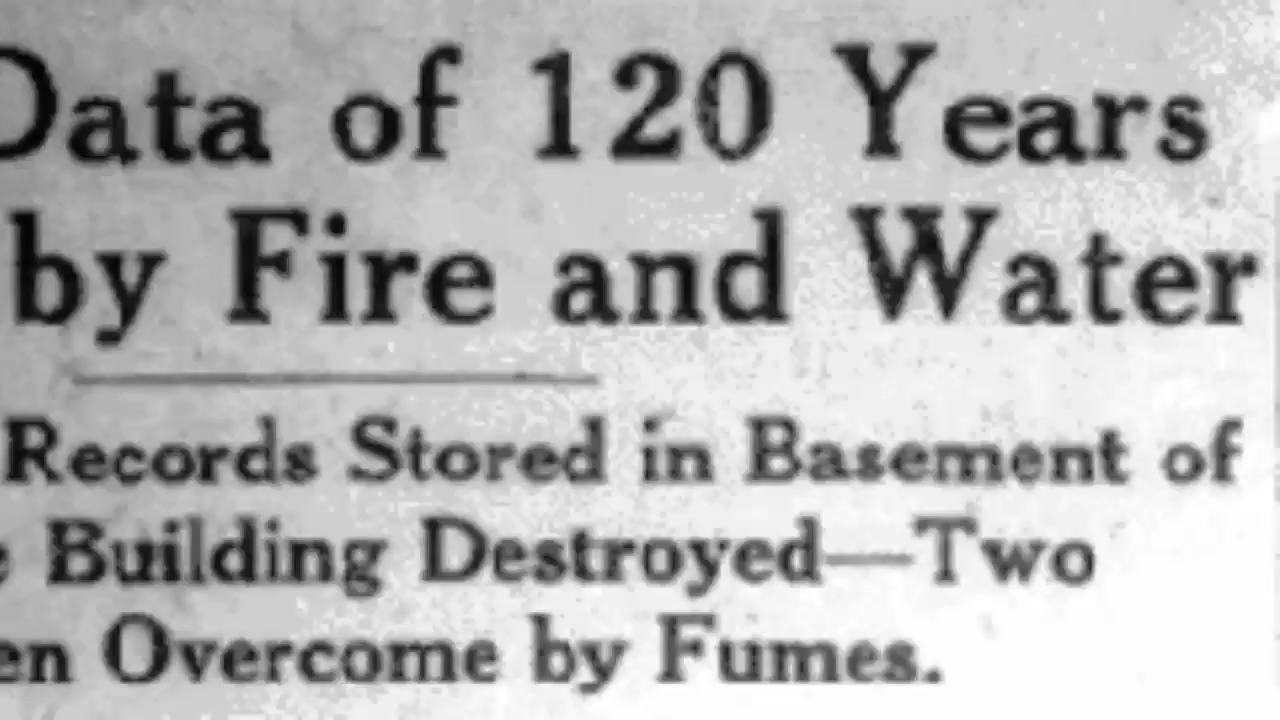 Data of 120 Years
by Fire and Water
Records Stored in Basement of
Building Destroyed—Two
Overcome by Fumes.